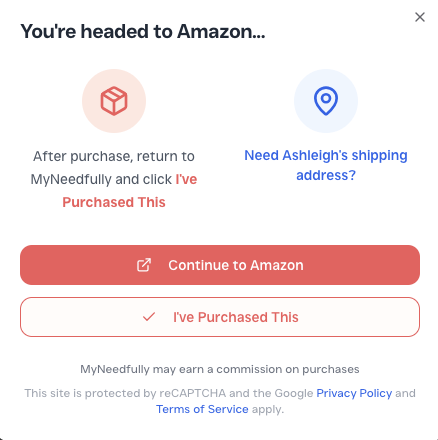 You're headed to Amazon...
After purchase, return to
MyNeedfully and click I've
Purchased This
Need Ashleigh's shipping
address?
Continue to Amazon
I've Purchased This
MyNeedfully may earn a commission on purchases
This site is protected by reCAPTCHA and the Google Privacy Policy and
Terms of Service apply.